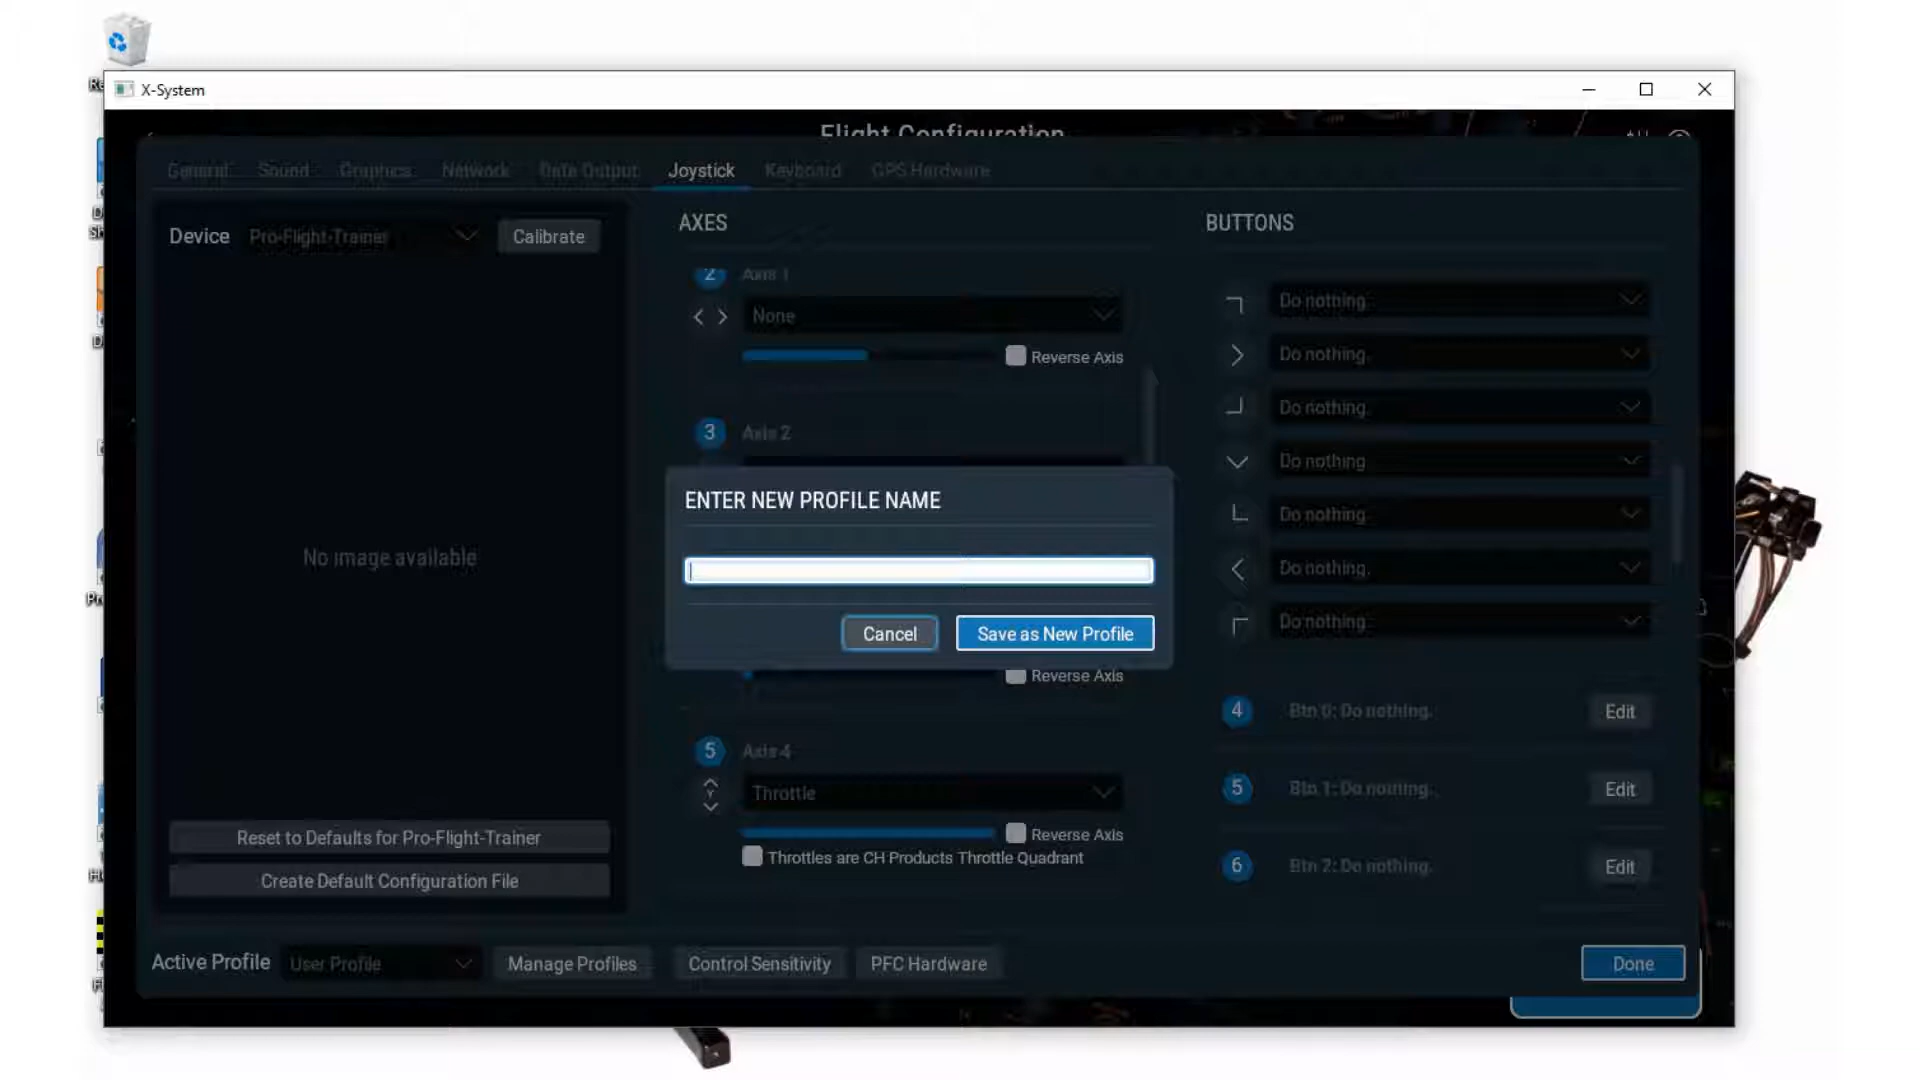 X-System
Flight Configuration
General Sound Graphics Network Data Output Joystick Keyboard GPS Hardware
Device Pro-Flight-Trainer Calibrate
No image available
Reset to Defaults for Pro-Flight-Trainer
Create Default Configuration File
AXES
2 Axis 1
None
Reverse Axis
3 Axis 2
ENTER NEW PROFILE NAME
Cancel Save as New Profile
Reverse Axis
5 Axis 4
Throttle
Reverse Axis
Throttles are CH Products Throttle Quadrant
BUTTONS
Do nothing.
Do nothing.
Do nothing.
Do nothing.
Do nothing.
Do nothing.
Do nothing.
4 Btn 0: Do nothing. Edit
5 Btn 1: Do nothing. Edit
6 Btn 2: Do nothing. Edit
Active Profile User Profile Manage Profiles Control Sensitivity PFC Hardware Done